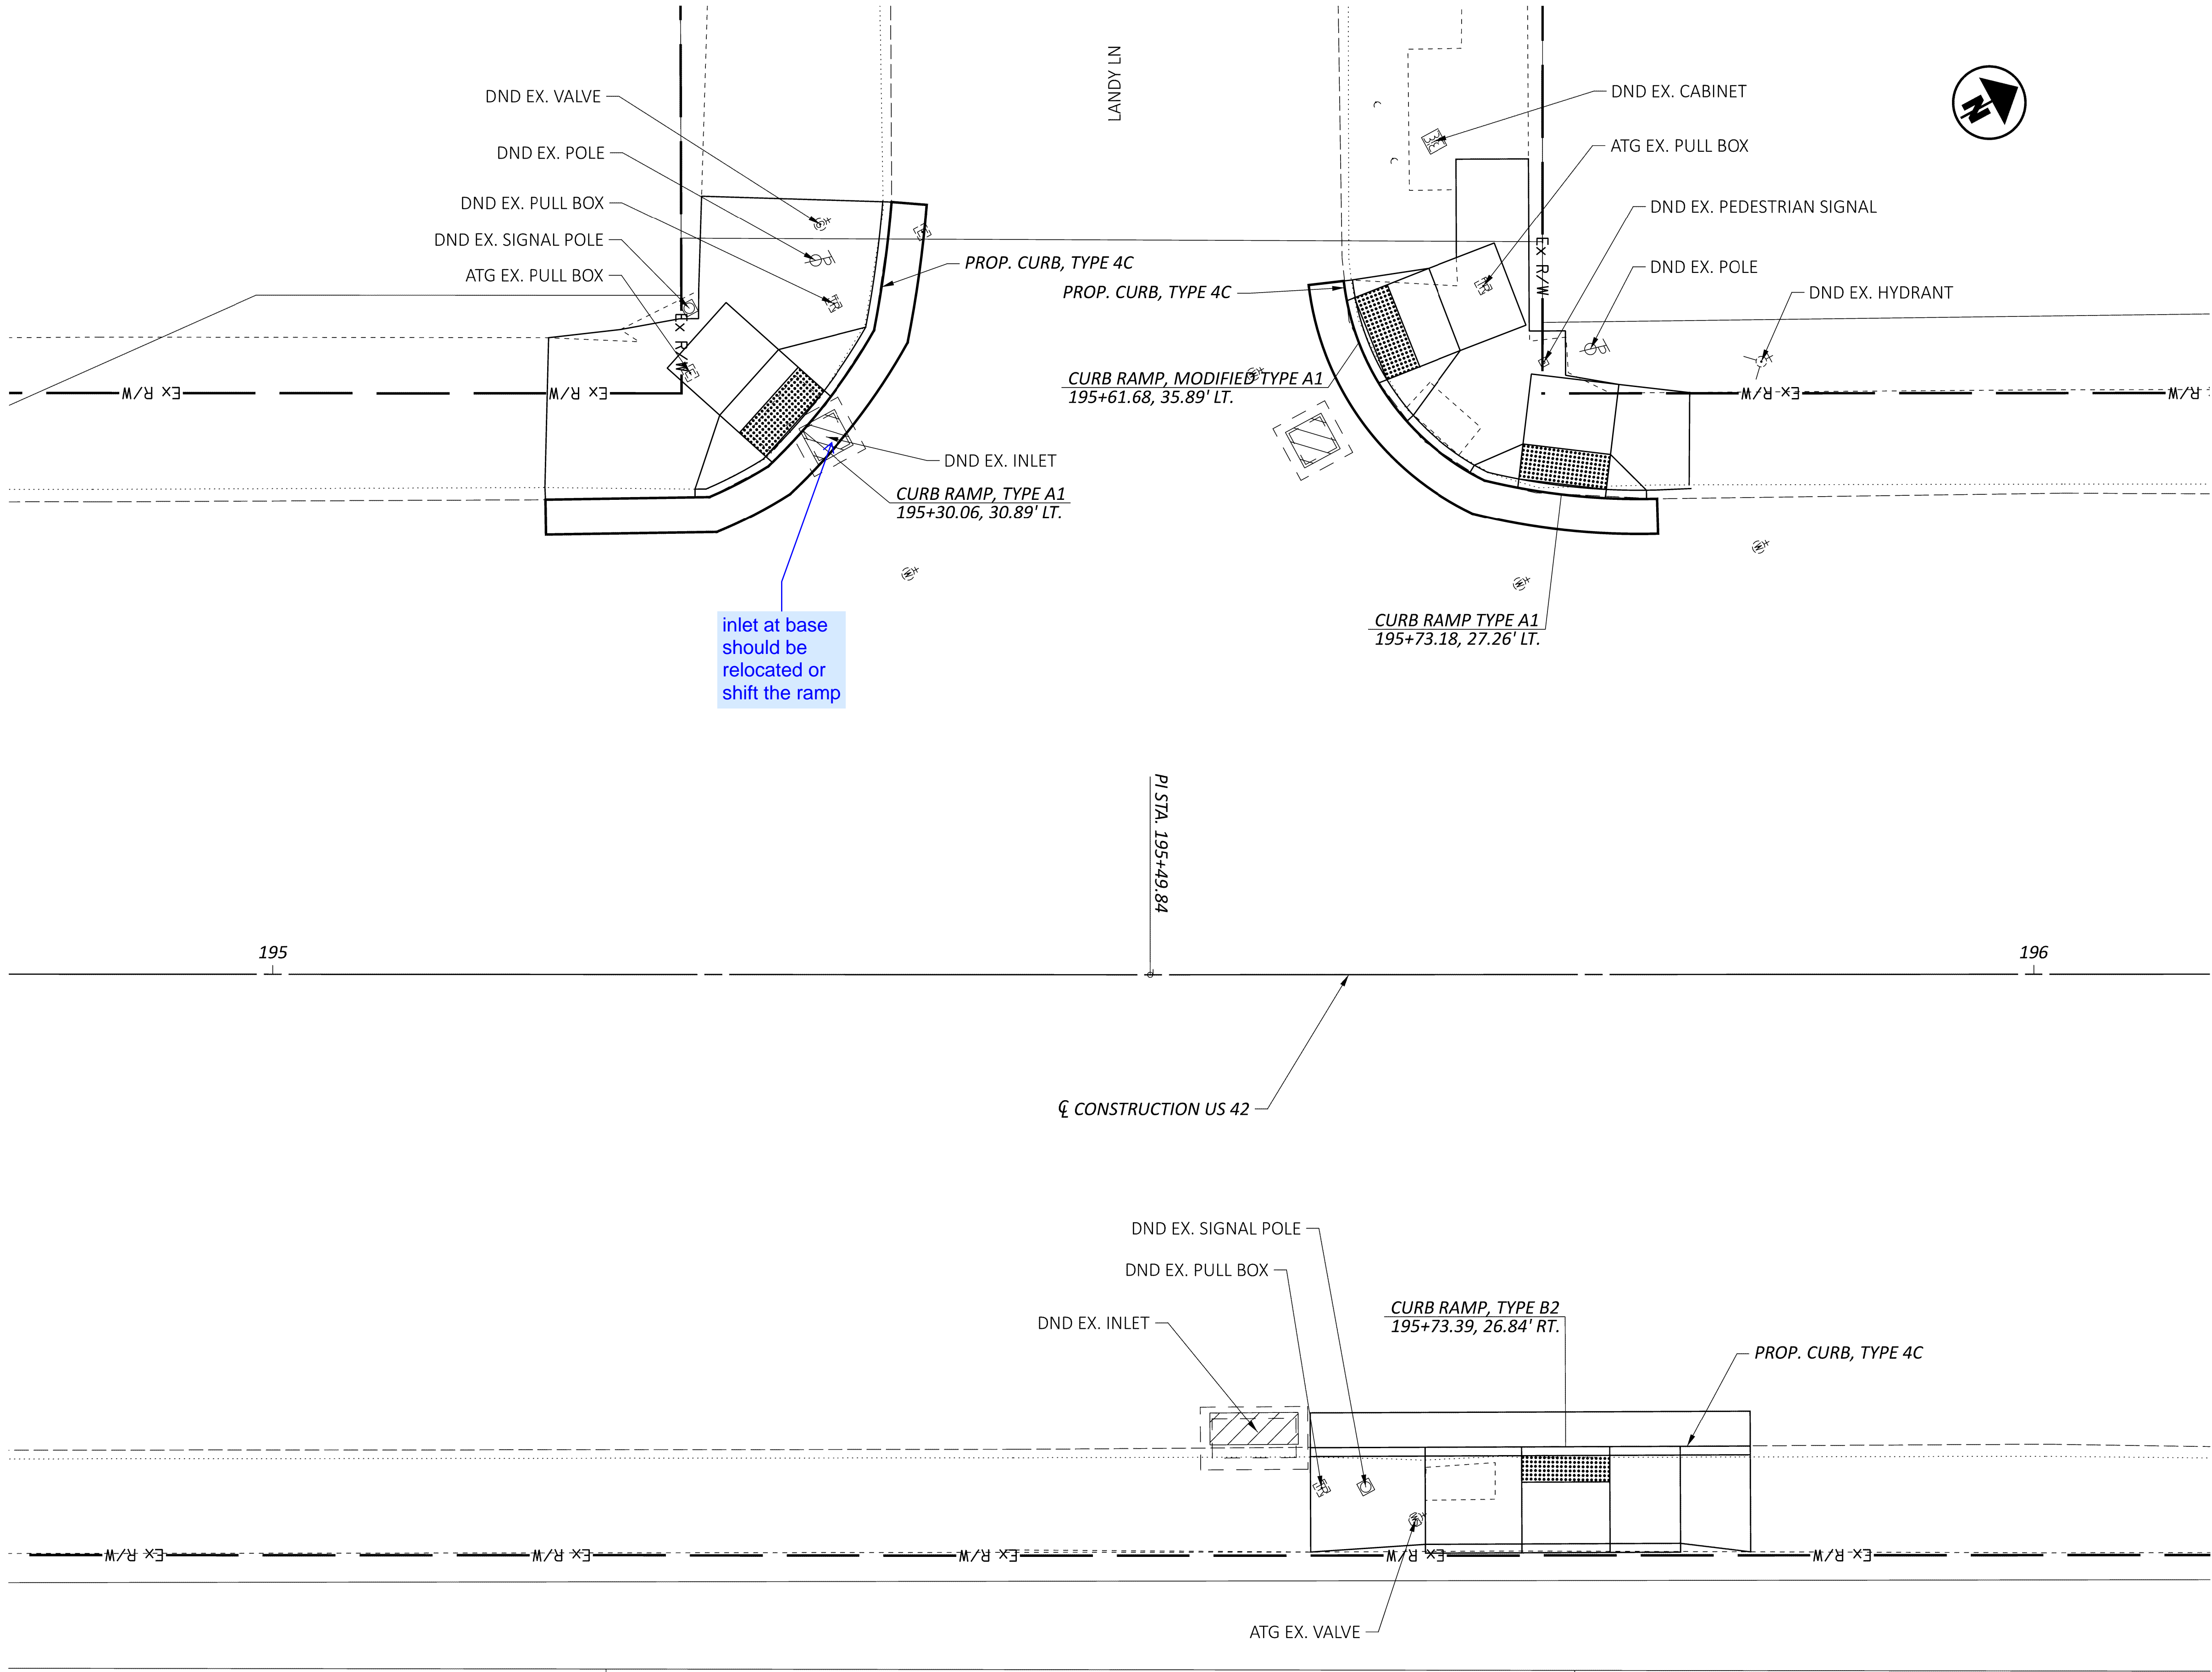 LANDY LN
DND EX. VALVE
DND EX. POLE
DND EX. PULL BOX
DND EX. SIGNAL POLE
ATG EX. PULL BOX
PROP. CURB, TYPE 4C
PROP. CURB, TYPE 4C
DND EX. CABINET
ATG EX. PULL BOX
DND EX. PEDESTRIAN SIGNAL
DND EX. POLE
DND EX. HYDRANT
N
Ex R/W
Ex R/W
Ex R/W
Ex R/W
Ex R/W
R/W
CURB RAMP, MODIFIED TYPE A1
195+61.68, 35.89' LT.
DND EX. INLET
CURB RAMP, TYPE A1
195+30.06, 30.89' LT.
CURB RAMP TYPE A1
195+73.18, 27.26' LT.
inlet at base
should be
relocated or
shift the ramp
PI STA. 195+49.84
195
196
℄ CONSTRUCTION US 42
DND EX. SIGNAL POLE
DND EX. PULL BOX
DND EX. INLET
CURB RAMP, TYPE B2
195+73.39, 26.84' RT.
PROP. CURB, TYPE 4C
Ex R/W
Ex R/W
Ex R/W
Ex R/W
Ex R/W
ATG EX. VALVE